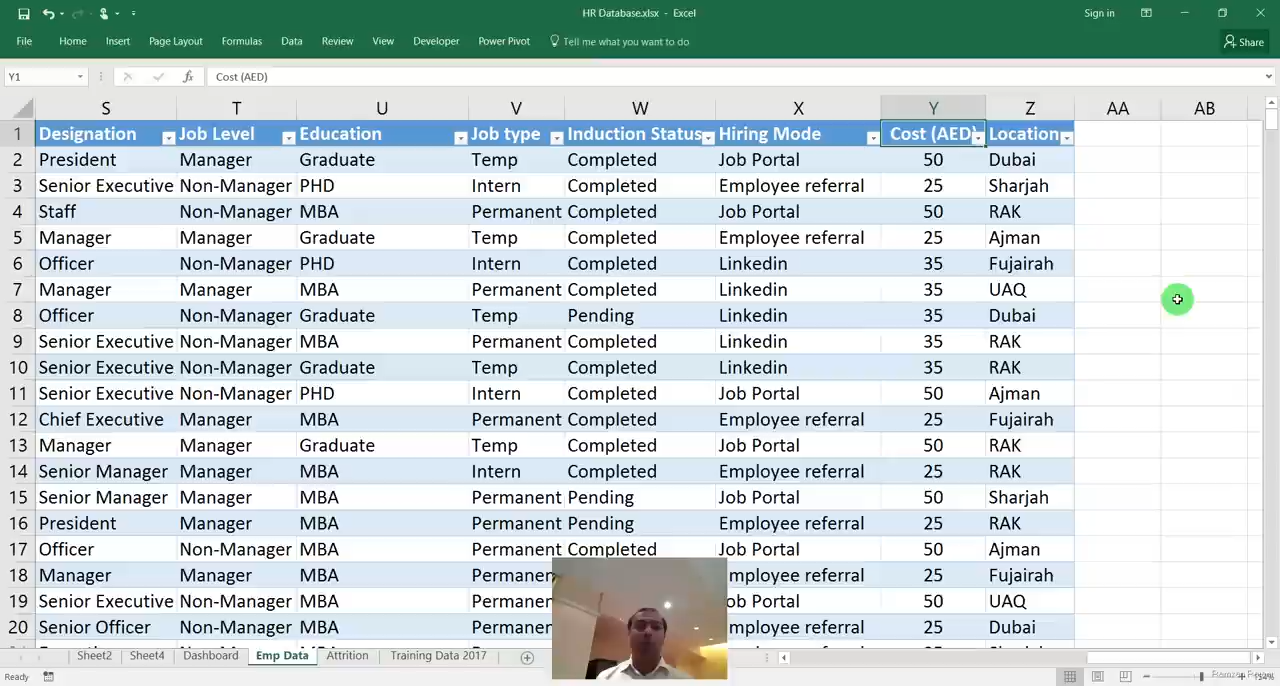 HR Database.xlsx - Excel
Sign in
File Home Insert Page Layout Formulas Data Review View Developer Power Pivot Tell me what you want to do Share
Y1 fx Cost (AED)
S T U V W X Y Z AA AB
1 Designation Job Level Education Job type Induction Status Hiring Mode Cost (AED) Location
2 President Manager Graduate Temp Completed Job Portal 50 Dubai
3 Senior Executive Non-Manager PHD Intern Completed Employee referral 25 Sharjah
4 Staff Non-Manager MBA Permanent Completed Job Portal 50 RAK
5 Manager Manager Graduate Temp Completed Employee referral 25 Ajman
6 Officer Non-Manager PHD Intern Completed Linkedin 35 Fujairah
7 Manager Manager MBA Permanent Completed Linkedin 35 UAQ
8 Officer Non-Manager Graduate Temp Pending Linkedin 35 Dubai
9 Senior Executive Non-Manager MBA Permanent Completed Linkedin 35 RAK
10 Senior Executive Non-Manager Graduate Temp Completed Linkedin 35 RAK
11 Senior Executive Non-Manager PHD Intern Completed Job Portal 50 Ajman
12 Chief Executive Manager MBA Permanent Completed Employee referral 25 Fujairah
13 Manager Manager Graduate Temp Completed Job Portal 50 RAK
14 Senior Manager Manager MBA Intern Completed Employee referral 25 RAK
15 Senior Manager Manager MBA Permanent Pending Job Portal 50 Sharjah
16 President Manager MBA Permanent Pending Employee referral 25 RAK
17 Officer Non-Manager MBA Permanent Completed Job Portal 50 Ajman
18 Manager Manager MBA Permanen mployee referral 25 Fujairah
19 Senior Executive Non-Manager MBA Permane ob Portal 50 UAQ
20 Senior Officer Non-Manager MBA Permane mployee referral 25 Dubai
Sheet2 Sheet4 Dashboard Emp Data Attrition Training Data 2017
Ready